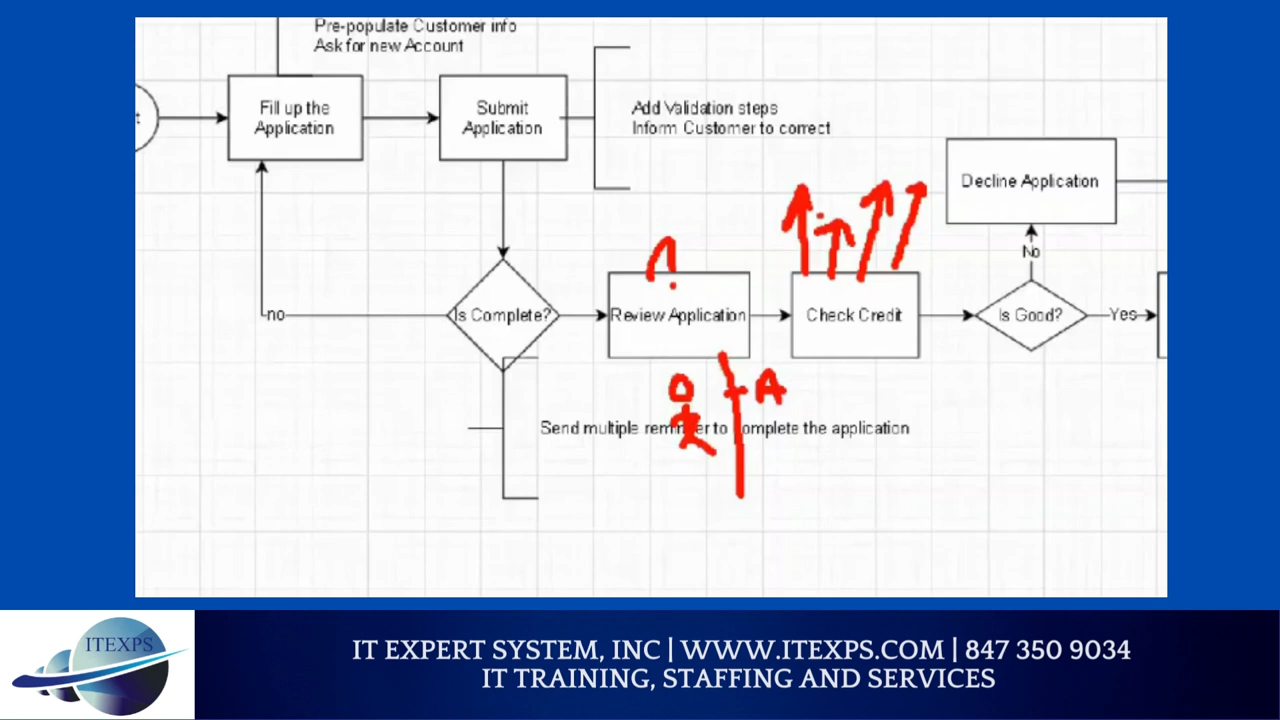 Pre-populate Customer info
Ask for new Account
t
Fill up the
Application
Submit
Application
Add Validation steps
Inform Customer to correct
Decline Application
No
no
Is Complete?
Review Application
Check Credit
Is Good?
Yes
A
Send multiple reminder to complete the application
ITEXPS
IT EXPERT SYSTEM, INC | WWW.ITEXPS.COM | 847 350 9034
IT TRAINING, STAFFING AND SERVICES